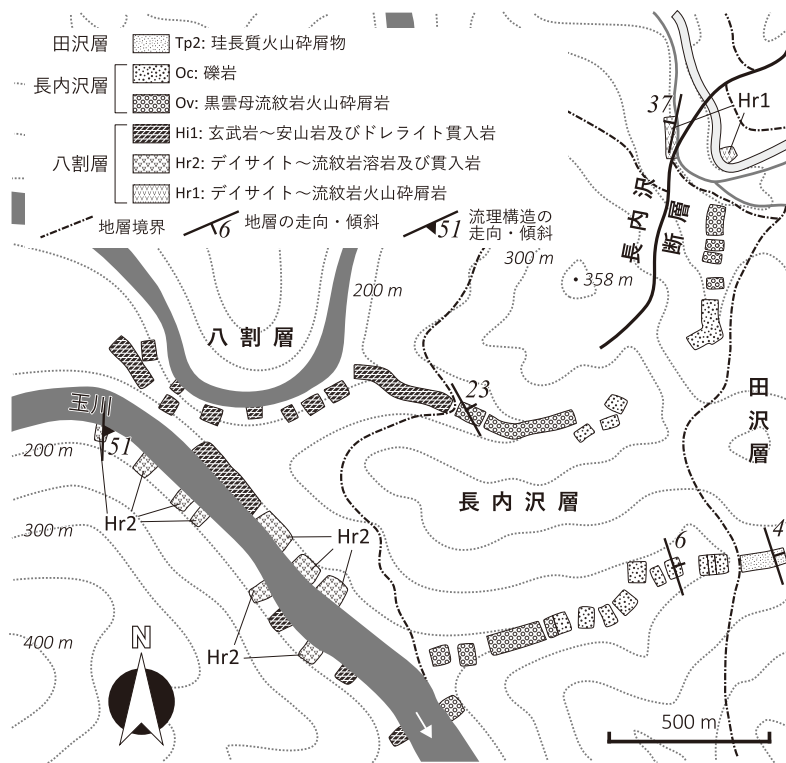 田沢層
Tp2: 珪長質火山砕屑物
長内沢層
Oc: 礫岩
Ov: 黒雲母流紋岩火山砕屑岩
八割層
Hi1: 玄武岩～安山岩及びドレライト貫入岩
Hr2: デイサイト～流紋岩溶岩及び貫入岩
Hr1: デイサイト～流紋岩火山砕屑岩
地層境界
6
地層の走向・傾斜
51
流理構造の
走向・傾斜
37
Hr1
長内沢
断層
300 m
358 m
200 m
八割層
23
田沢層
玉川
51
200 m
長内沢層
Hr2
300 m
Hr2
6
4
400 m
Hr2
N
500 m